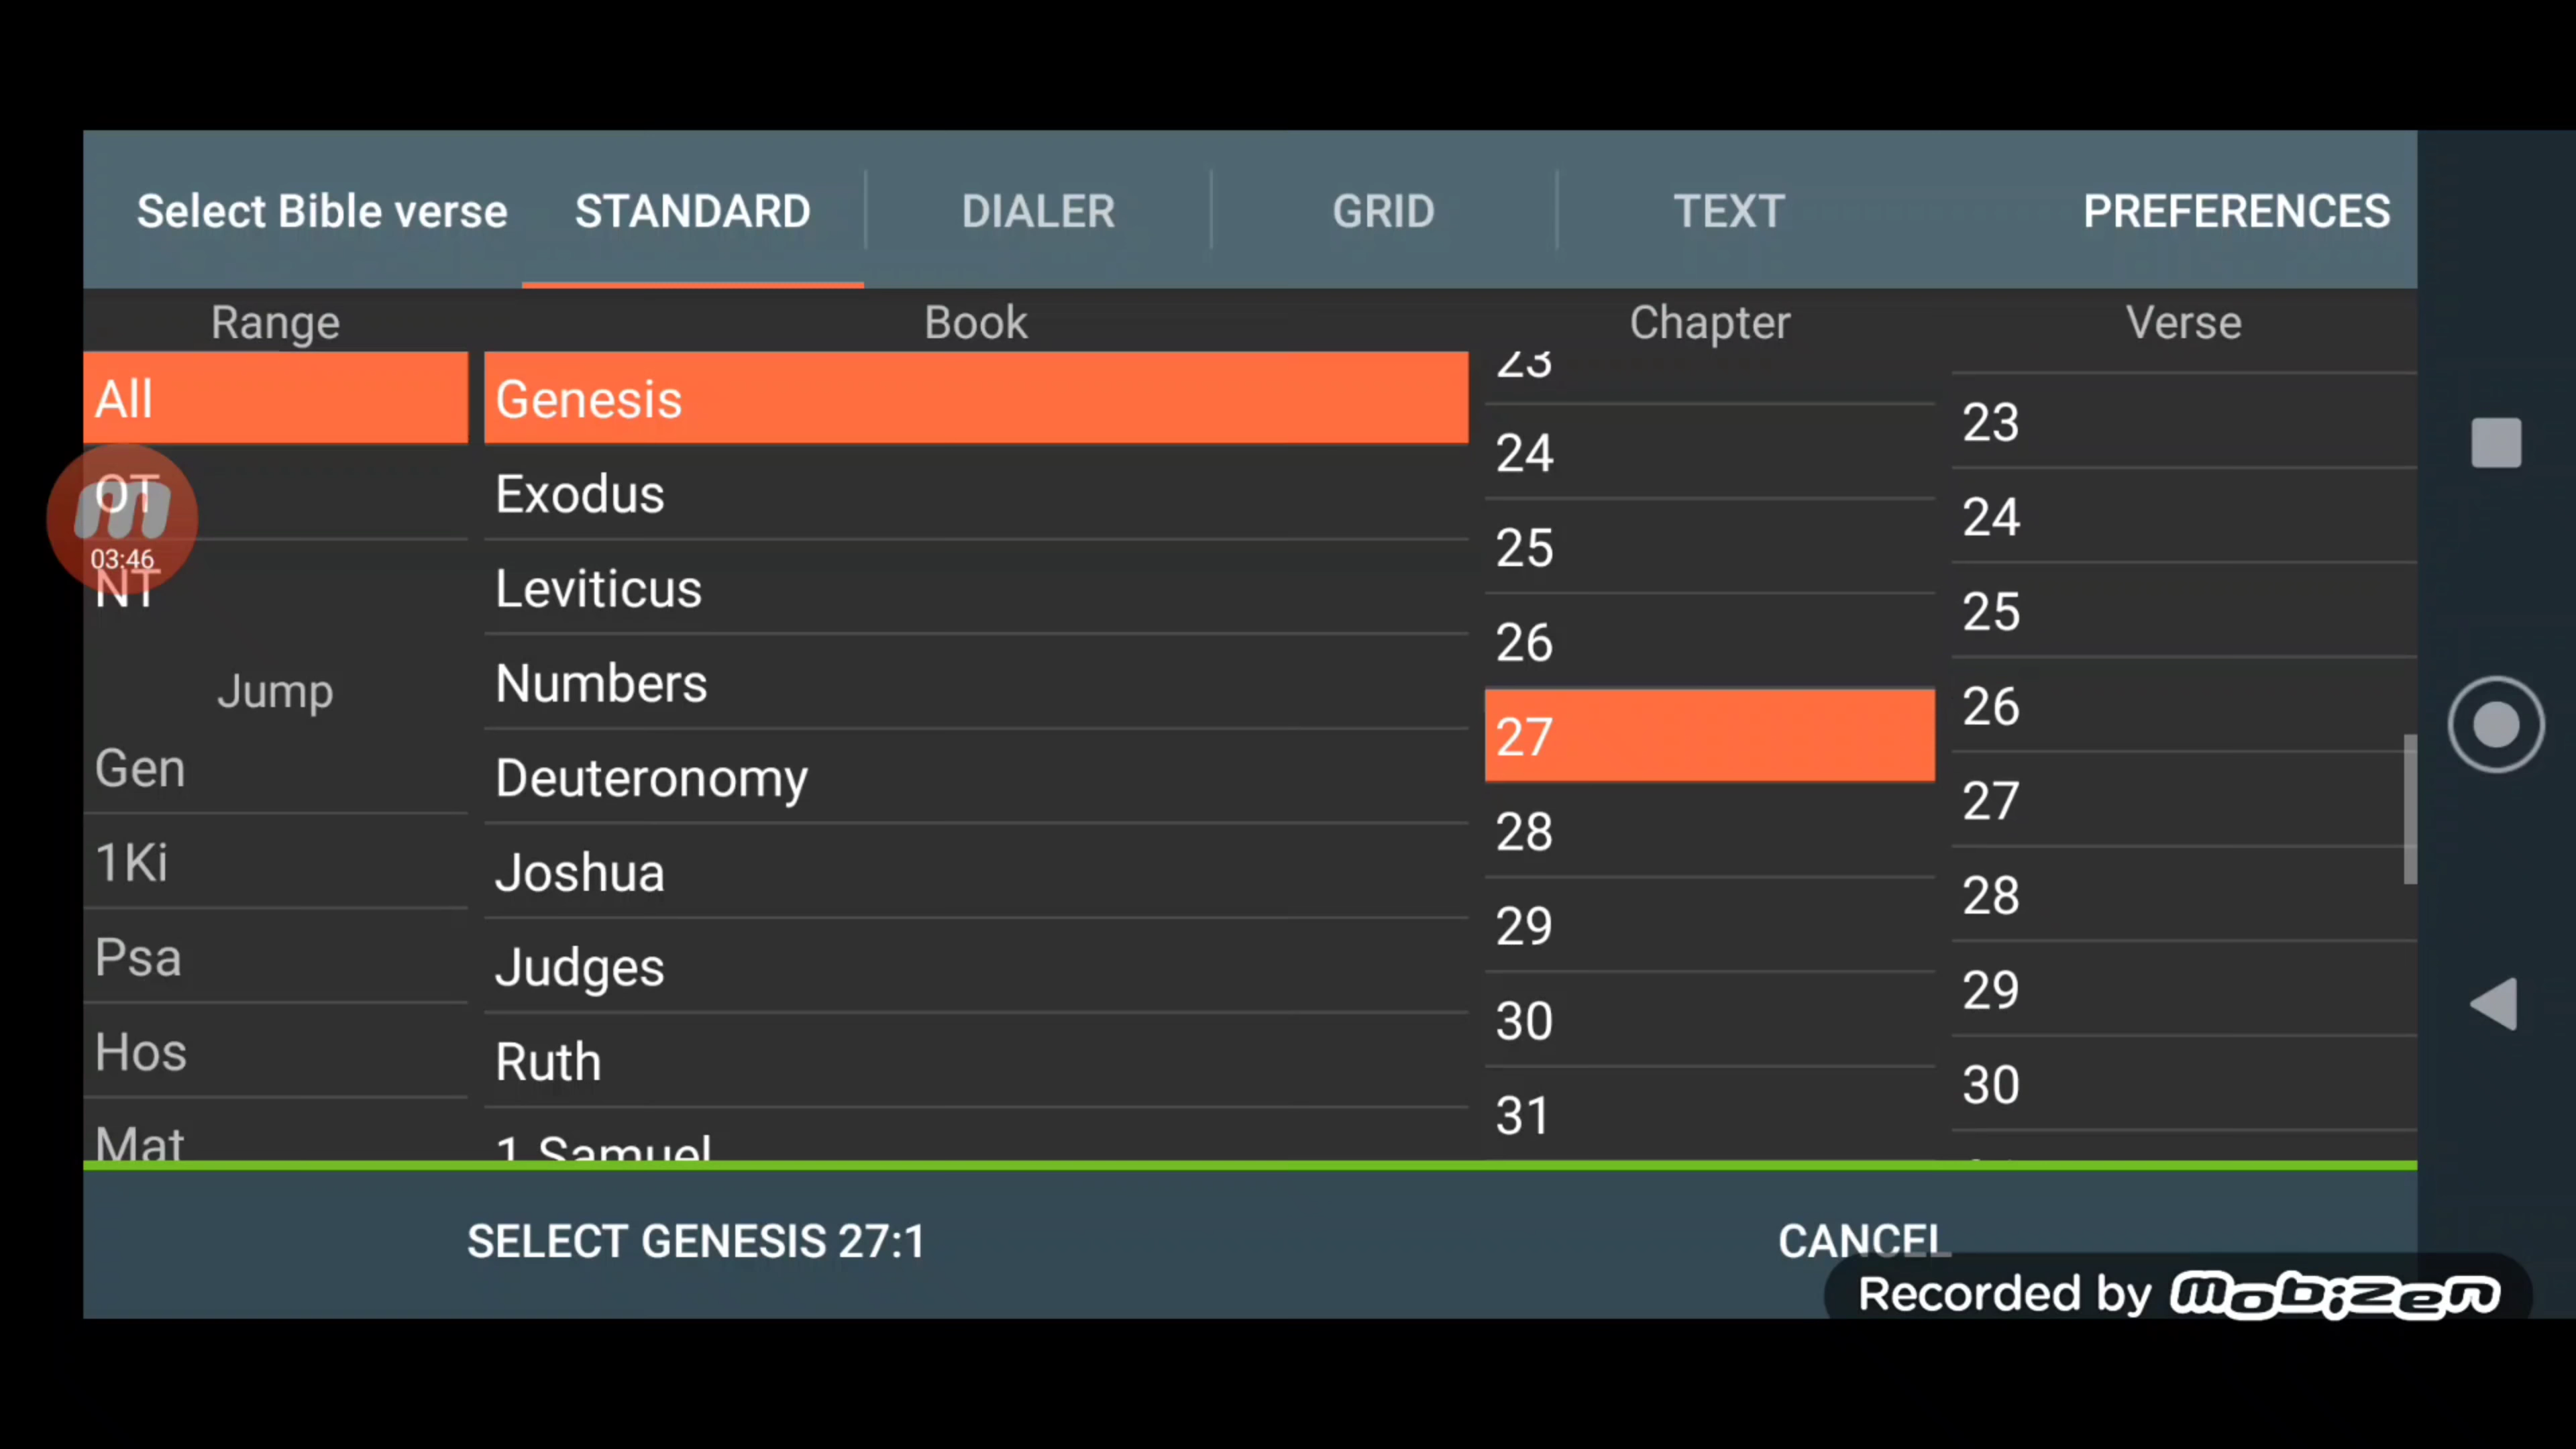 Select Bible verse STANDARD DIALER GRID TEXT PREFERENCES
Range Book Chapter Verse
All
OT
03:46
NT
Jump
Gen
1Ki
Psa
Hos
Mat
Genesis
Exodus
Leviticus
Numbers
Deuteronomy
Joshua
Judges
Ruth
1 Samuel
23
24
25
26
27
28
29
30
31
23
24
25
26
27
28
29
30
SELECT GENESIS 27:1 CANCEL
Recorded by mobizen